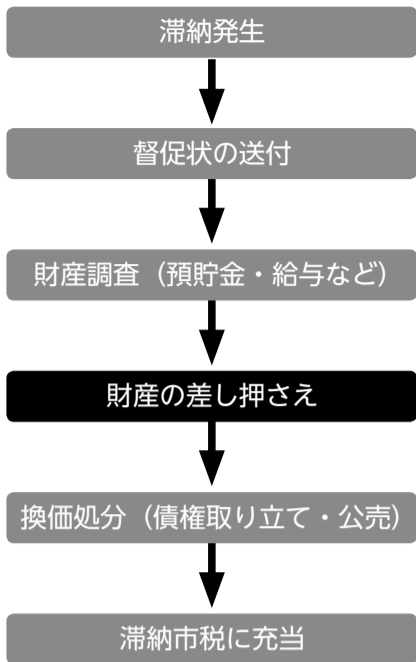 滞納発生
督促状の送付
財産調査（預貯金・給与など）
財産の差し押さえ
換価処分（債権取り立て・公売）
滞納市税に充当